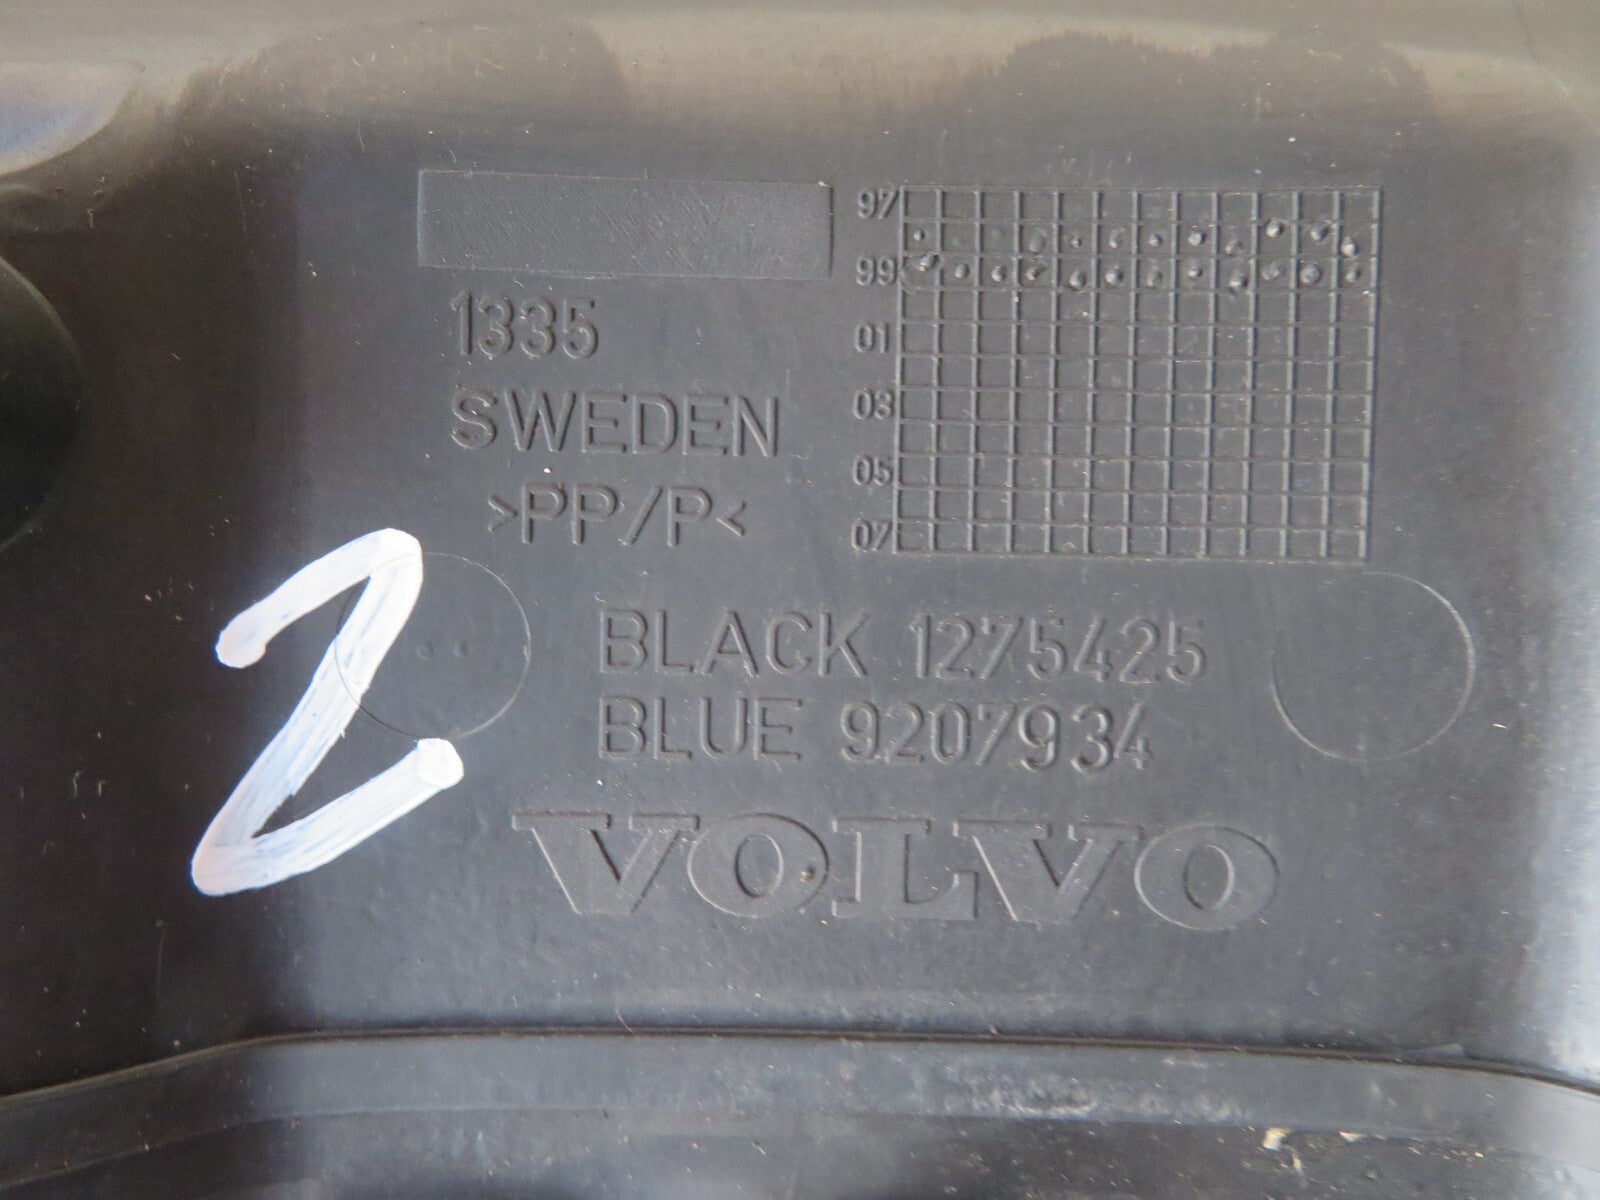 1335
SWEDEN
>PP/P<
97
99
01
03
05
07
2
BLACK 1275425
BLUE 9207934
VOLVO